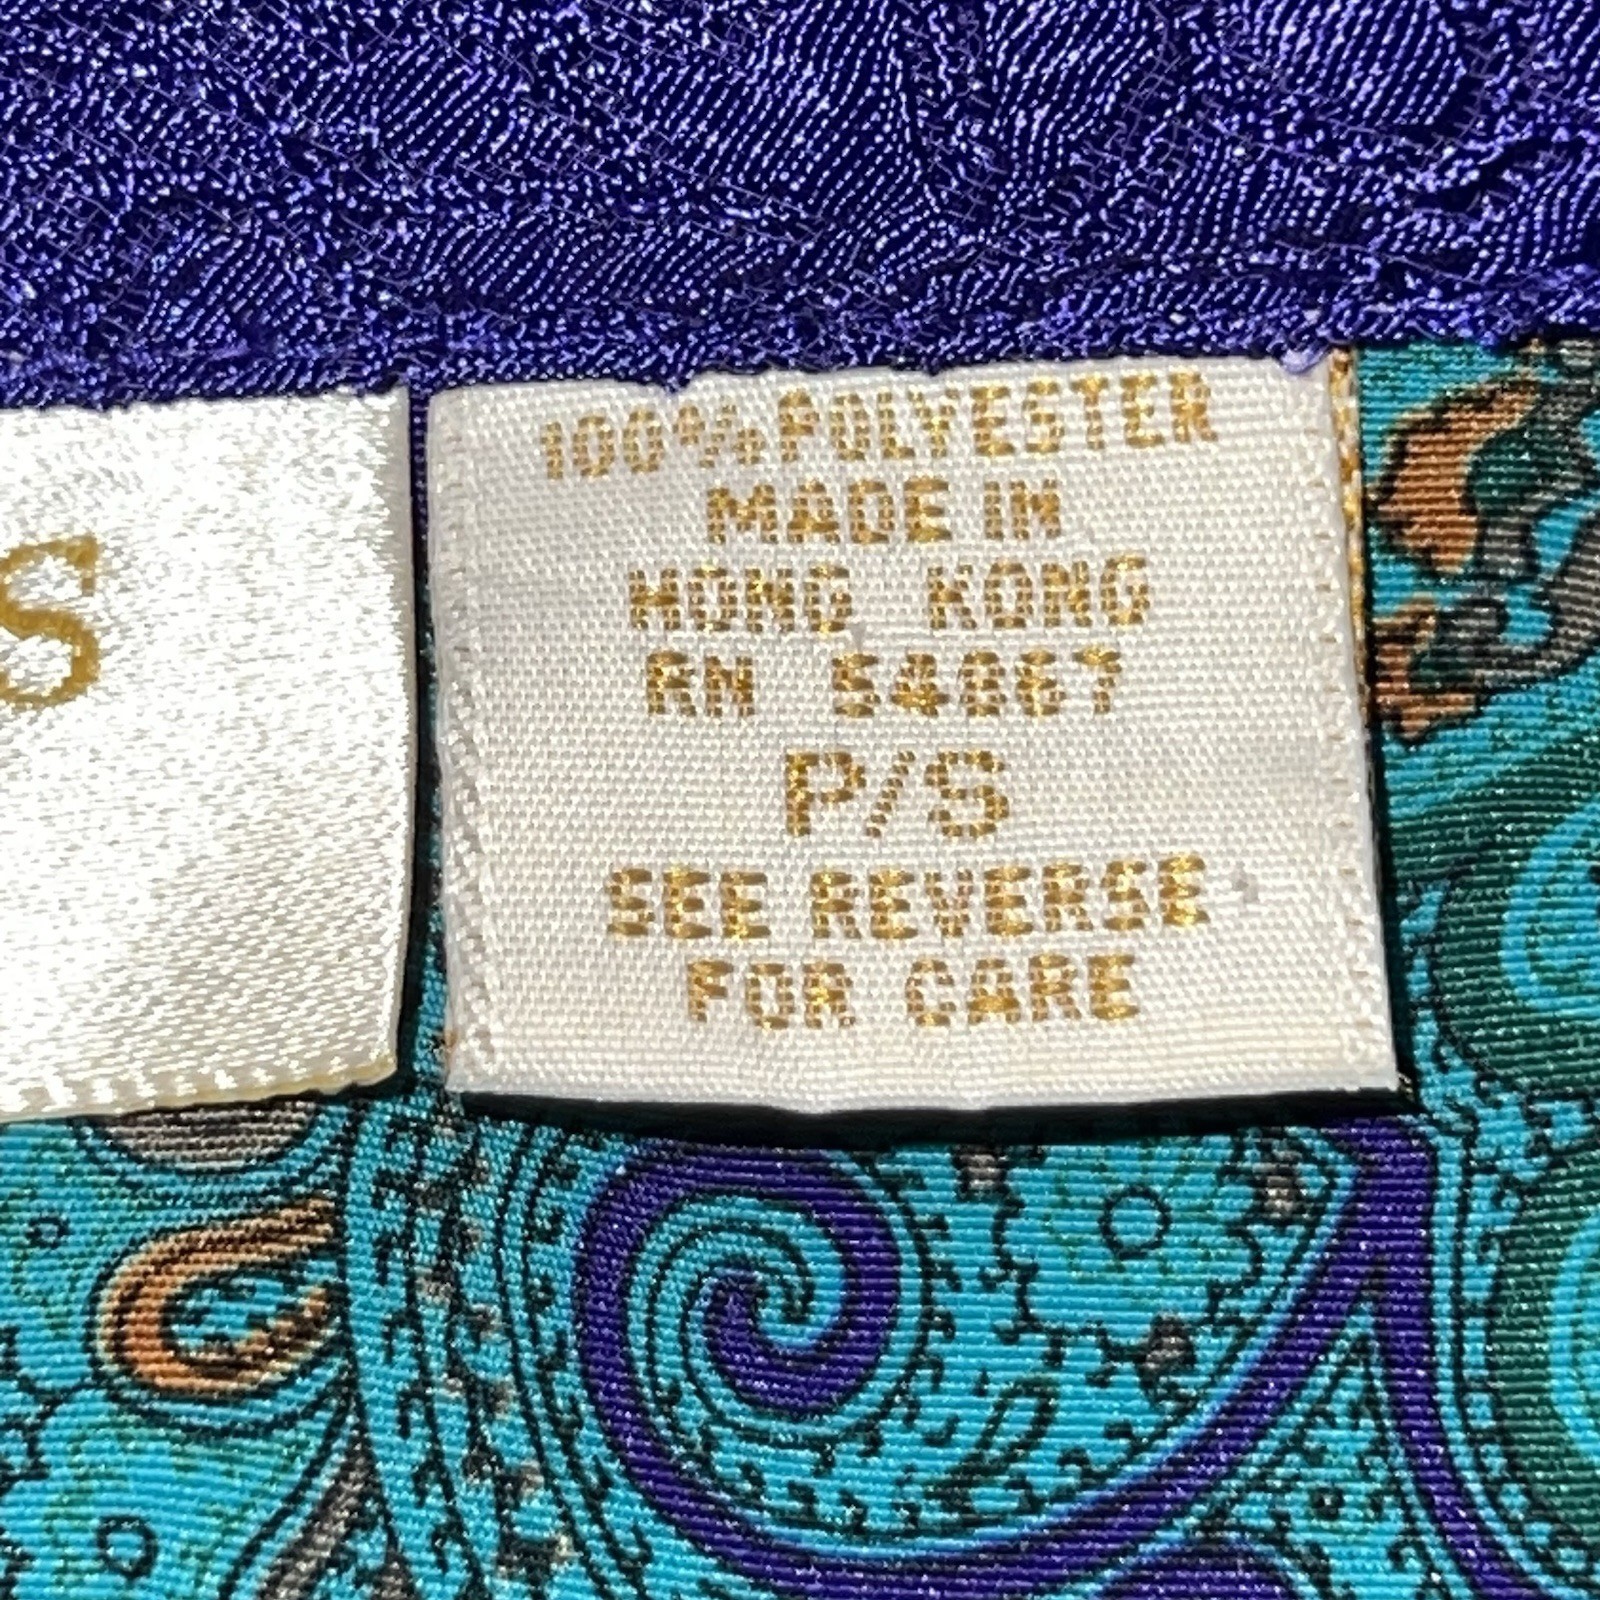 S
100% POLYESTER
MADE IN
HONG KONG
RN 54867
P/S
SEE REVERSE
FOR CARE